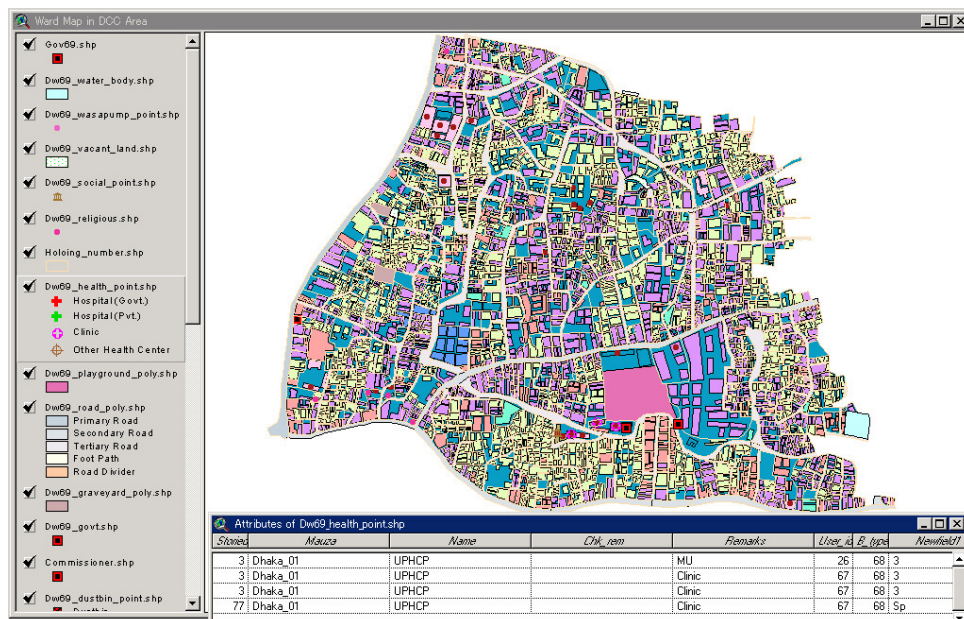 Ward Map in DCC Area
Gov69.shp
Dw69_water_body.shp
Dw69_wasapump_point.shp
Dw69_vacant_land.shp
Dw69_social_point.shp
Dw69_religious.shp
Holoing_number.shp
Dw69_health_point.shp
Hospital(Govt.)
Hospital(Pvt.)
Clinic
Other Health Center
Dw69_playground_poly.shp
Dw69_road_poly.shp
Primary Road
Secondary Road
Tertiary Road
Foot Path
Road Divider
Dw69_graveyard_poly.shp
Dw69_govt.shp
Commissioner.shp
Dw69_dustbin_point.shp
Attributes of Dw69_health_point.shp
Storied Mauza Name Chk_rem Remarks User_id B_type Newfield1
3 Dhaka_01 UPHCP MU 26 68 3
3 Dhaka_01 UPHCP Clinic 67 68 3
3 Dhaka_01 UPHCP Clinic 67 68 3
77 Dhaka_01 UPHCP Clinic 67 68 Sp